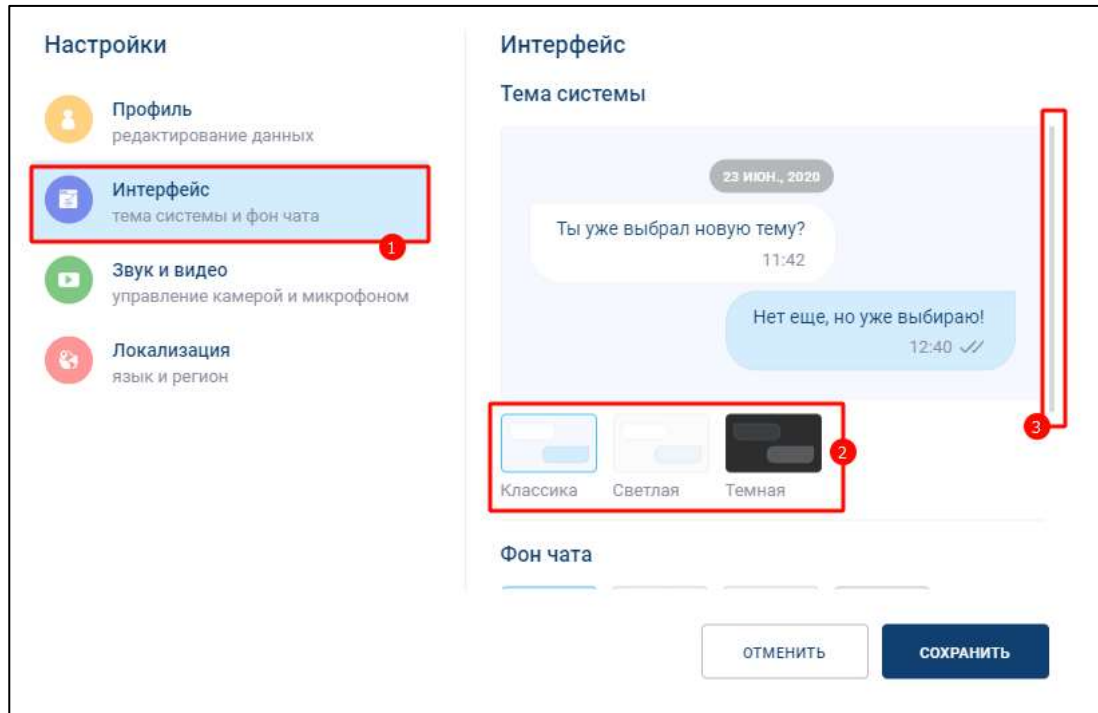 Настройки
Профиль
редактирование данных
Интерфейс
тема системы и фон чата
1
Звук и видео
управление камерой и микрофоном
Локализация
язык и регион
Интерфейс
Тема системы
23 ИЮН., 2020
Ты уже выбрал новую тему?
11:42
Нет еще, но уже выбираю!
12:40
3
2
Классика Светлая Темная
Фон чата
ОТМЕНИТЬ СОХРАНИТЬ